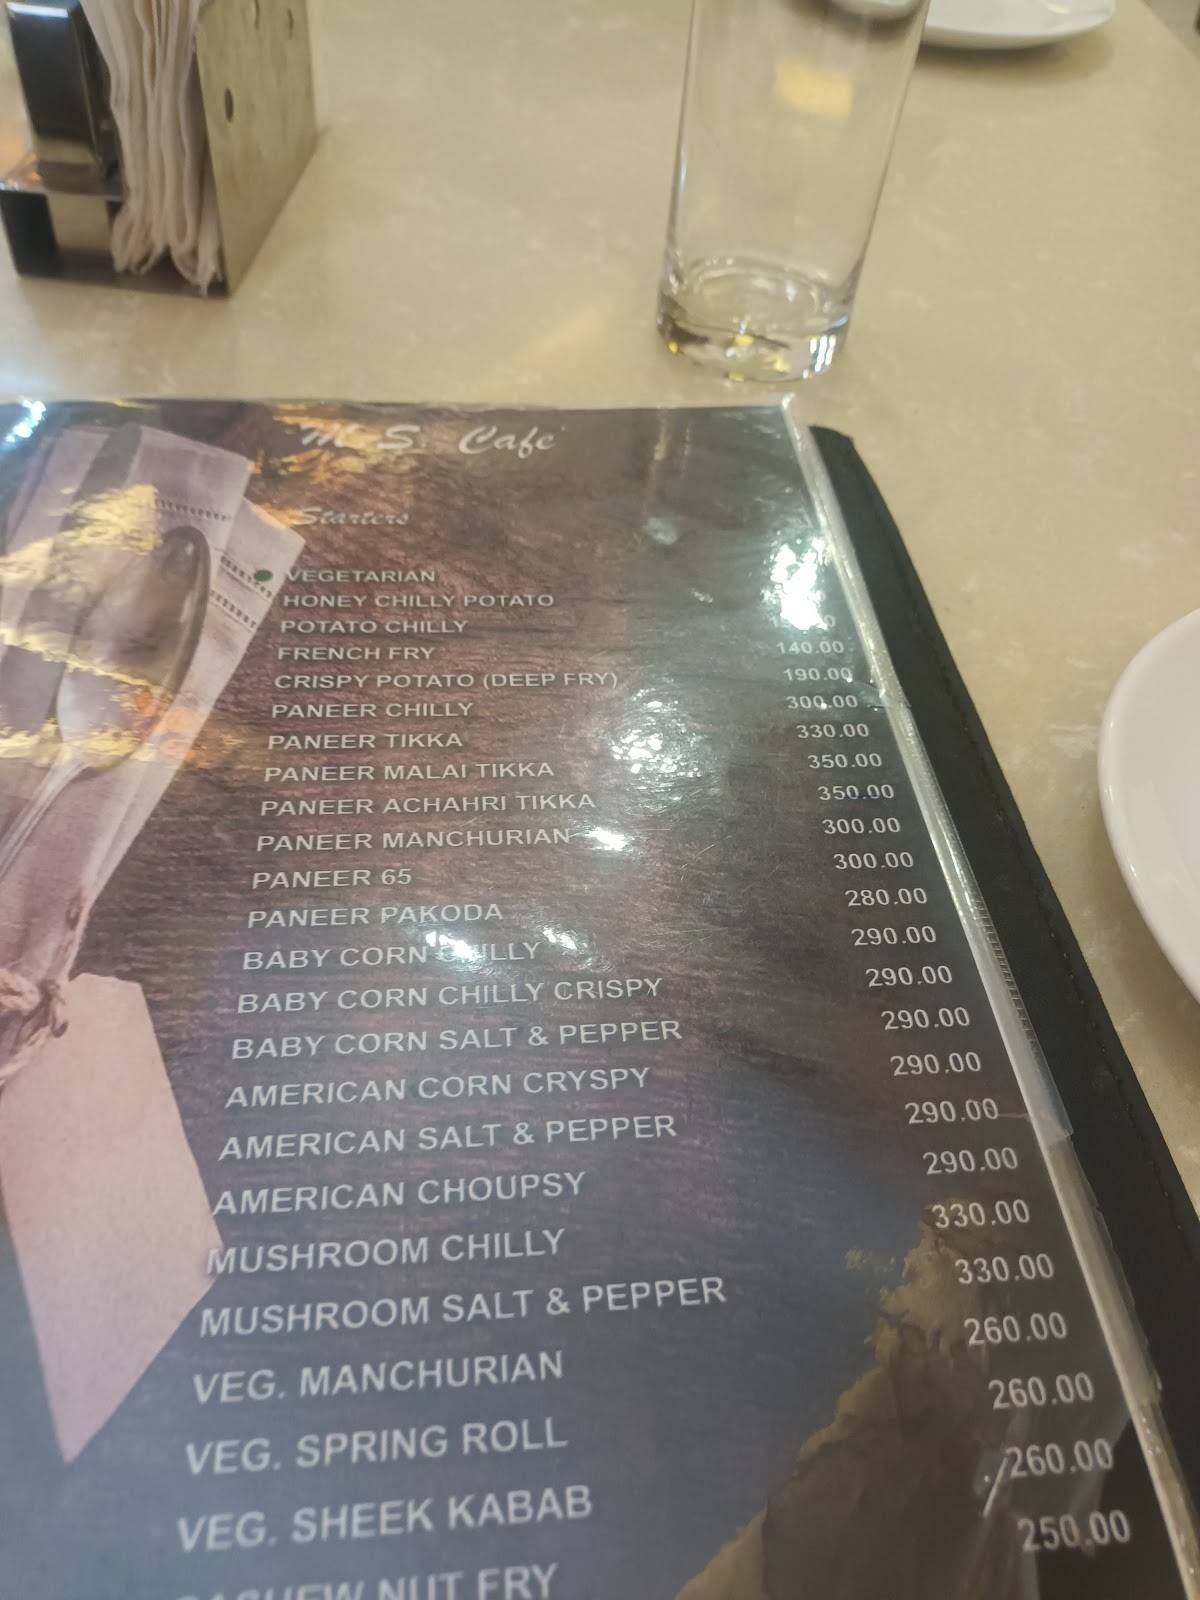 M. S. Cafe
Starters
VEGETARIAN
HONEY CHILLY POTATO
POTATO CHILLY
FRENCH FRY 140.00
CRISPY POTATO (DEEP FRY) 190.00
PANEER CHILLY 300.00
PANEER TIKKA 330.00
PANEER MALAI TIKKA 350.00
PANEER ACHAHRI TIKKA 350.00
PANEER MANCHURIAN 300.00
PANEER 65 300.00
PANEER PAKODA 280.00
BABY CORN CHILLY 290.00
BABY CORN CHILLY CRISPY 290.00
BABY CORN SALT & PEPPER 290.00
AMERICAN CORN CRYSPY 290.00
AMERICAN SALT & PEPPER 290.00
AMERICAN CHOUPSY 290.00
MUSHROOM CHILLY 330.00
MUSHROOM SALT & PEPPER 330.00
VEG. MANCHURIAN 260.00
VEG. SPRING ROLL 260.00
VEG. SHEEK KABAB 260.00
CASHEW NUT FRY 250.00